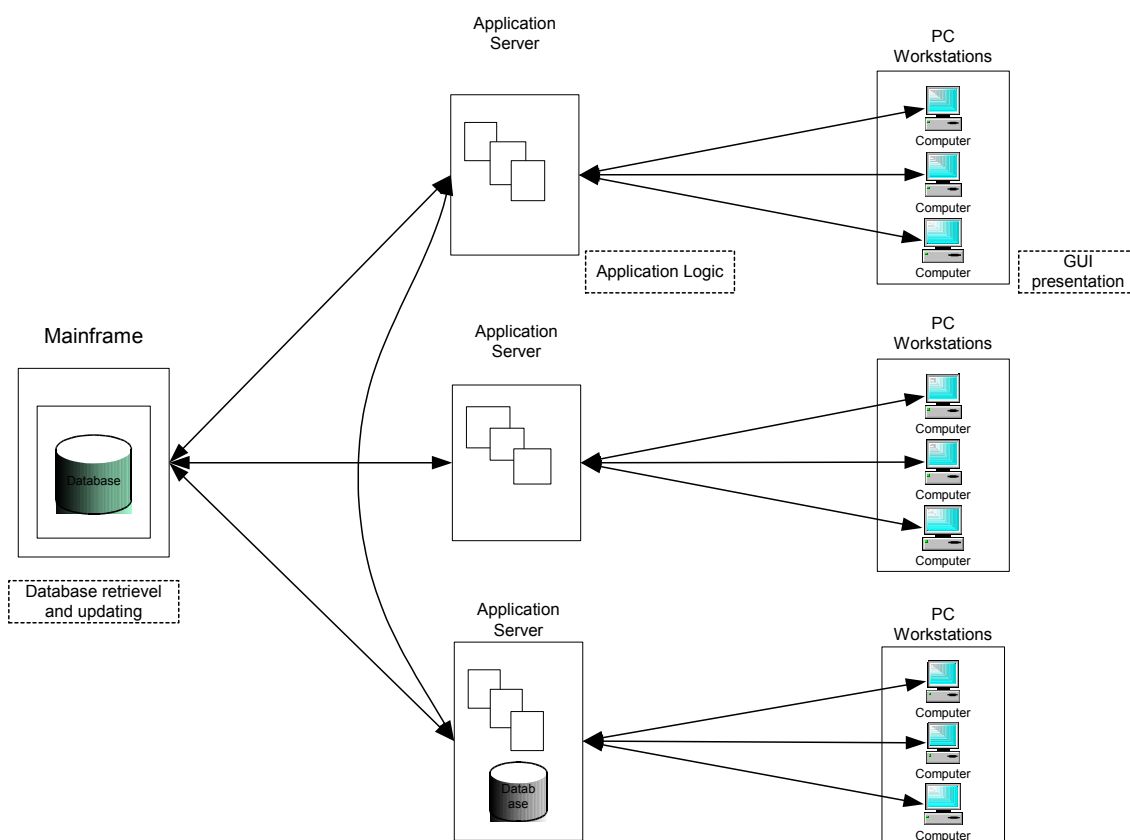 Application
Server
PC
Workstations
Computer
Computer
Computer
Application Logic
GUI
presentation
Mainframe
Database
Database retrievel
and updating
Application
Server
PC
Workstations
Computer
Computer
Computer
Application
Server
Datab
ase
PC
Workstations
Computer
Computer
Computer